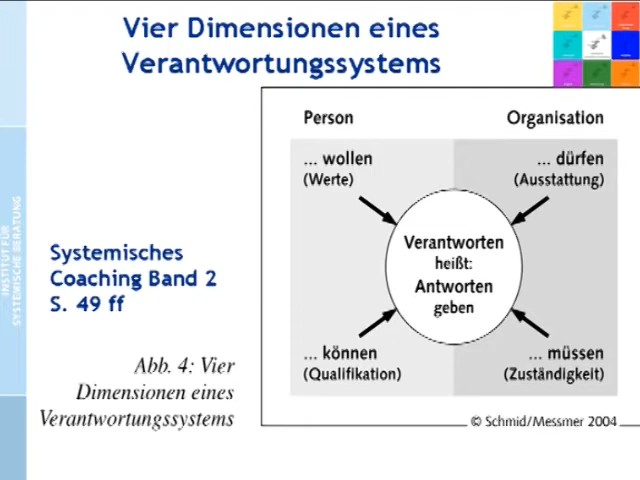 Vier Dimensionen eines
Verantwortungssystems
Person
Organisation
... wollen
(Werte)
... dürfen
(Ausstattung)
Verantworten
heißt:
Antworten
geben
... können
(Qualifikation)
... müssen
(Zuständigkeit)
© Schmid/Messmer 2004
Systemisches
Coaching Band 2
S. 49 ff
Abb. 4: Vier
Dimensionen eines
Verantwortungssystems
INSTITUT FÜR
SYSTEMISCHE BERATUNG